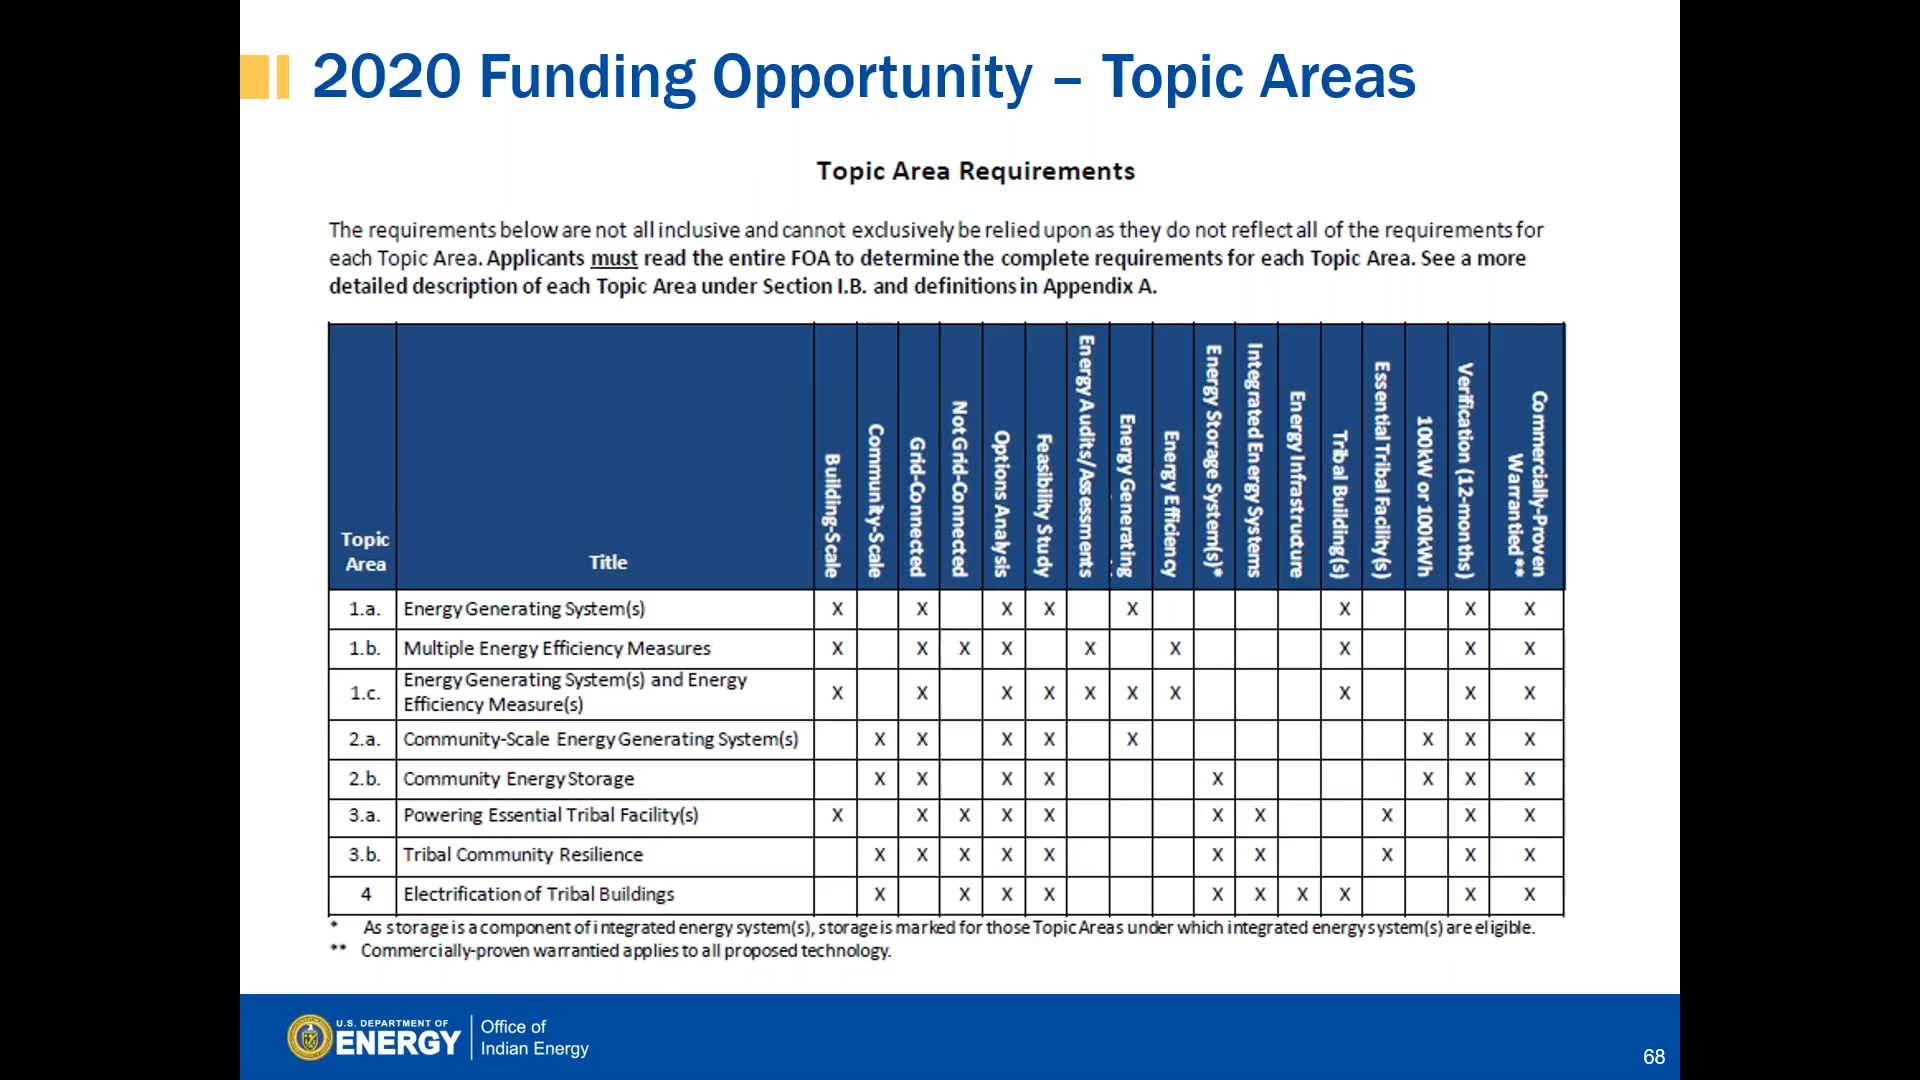 2020 Funding Opportunity – Topic Areas
Topic Area Requirements
The requirements below are not all inclusive and cannot exclusively be relied upon as they do not reflect all of the requirements for
each Topic Area. Applicants must read the entire FOA to determine the complete requirements for each Topic Area. See a more
detailed description of each Topic Area under Section I.B. and definitions in Appendix A.
Topic
Area
Title
Building-Scale
Community-Scale
Grid-Connected
Not Grid-Connected
Options Analysis
Feasibility Study
Energy Audits/Assessments
Energy Generating
Energy Efficiency
Energy Storage System(s)*
Integrated Energy Systems
Energy Infrastructure
Tribal Building(s)
Essential Tribal Facility(s)
100kW or 100kWh
Verification (12-months)
Commercially-Proven
Warrantied**
1.a. Energy Generating System(s) X X X X X X X X
1.b. Multiple Energy Efficiency Measures X X X X X X X X X
1.c. Energy Generating System(s) and Energy
Efficiency Measure(s) X X X X X X X X X X
2.a. Community-Scale Energy Generating System(s) X X X X X X X X
2.b. Community Energy Storage X X X X X X X X
3.a. Powering Essential Tribal Facility(s) X X X X X X X X X X
3.b. Tribal Community Resilience X X X X X X X X X X
4 Electrification of Tribal Buildings X X X X X X X X X X
* As storage is a component of integrated energy system(s), storage is marked for those Topic Areas under which integrated energy system(s) are eligible.
** Commercially-proven warrantied applies to all proposed technology.
U.S. DEPARTMENT OF
ENERGY
Office of
Indian Energy
68